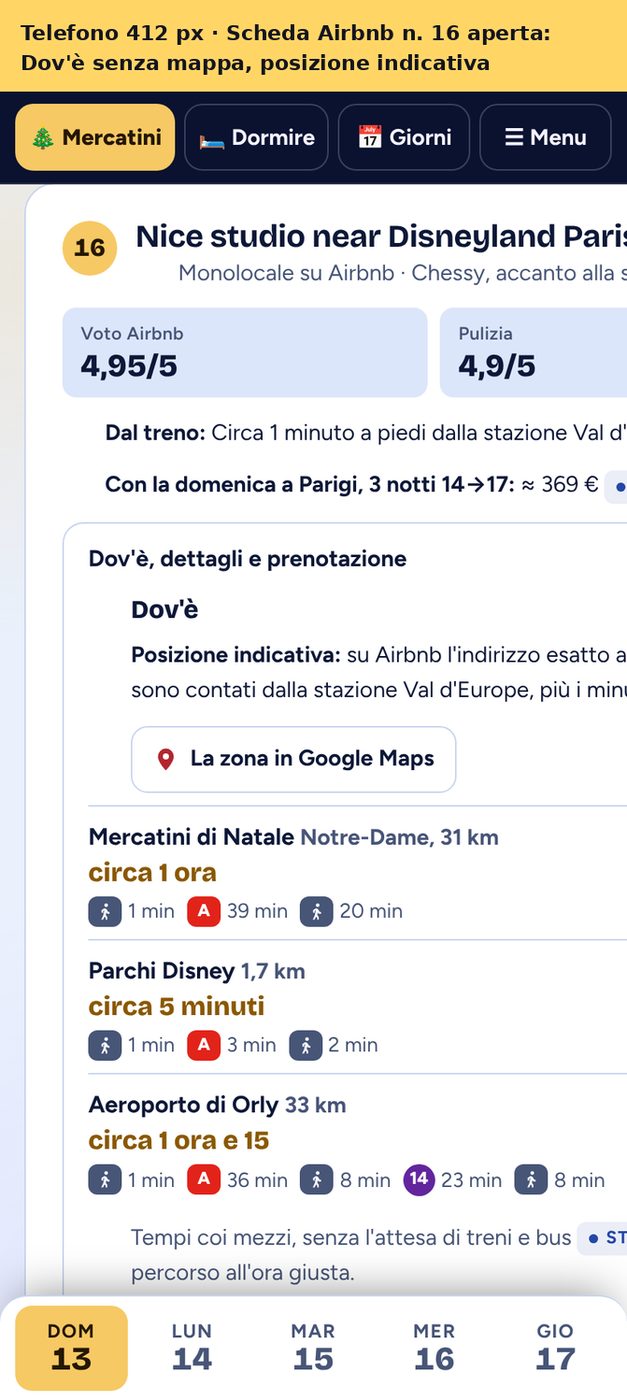 Telefono 412 px · Scheda Airbnb n. 16 aperta:
Dov'è senza mappa, posizione indicativa
Mercatini
Dormire
July
17
Giorni
☰ Menu
16
Nice studio near Disneyland Paris
Monolocale su Airbnb · Chessy, accanto alla s
Voto Airbnb
4,95/5
Pulizia
4,9/5
Dal treno: Circa 1 minuto a piedi dalla stazione Val d'
Con la domenica a Parigi, 3 notti 14→17: ≈ 369 €
Dov'è, dettagli e prenotazione
Dov'è
Posizione indicativa: su Airbnb l'indirizzo esatto a
sono contati dalla stazione Val d'Europe, più i minu
La zona in Google Maps
Mercatini di Natale Notre-Dame, 31 km
circa 1 ora
1 min A 39 min 20 min
Parchi Disney 1,7 km
circa 5 minuti
1 min A 3 min 2 min
Aeroporto di Orly 33 km
circa 1 ora e 15
1 min A 36 min 8 min 14 23 min 8 min
Tempi coi mezzi, senza l'attesa di treni e bus • ST
percorso all'ora giusta.
DOM
13
LUN
14
MAR
15
MER
16
GIO
17